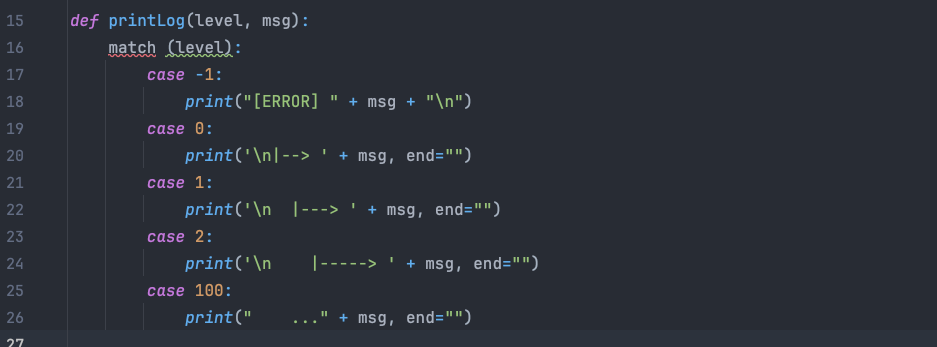 15 def printLog(level, msg):
16     match (level):
17         case -1:
18             print("[ERROR] " + msg + "\n")
19         case 0:
20             print('\n|--> ' + msg, end="")
21         case 1:
22             print('\n  |---> ' + msg, end="")
23         case 2:
24             print('\n    |-----> ' + msg, end="")
25         case 100:
26             print("    ..." + msg, end="")
27